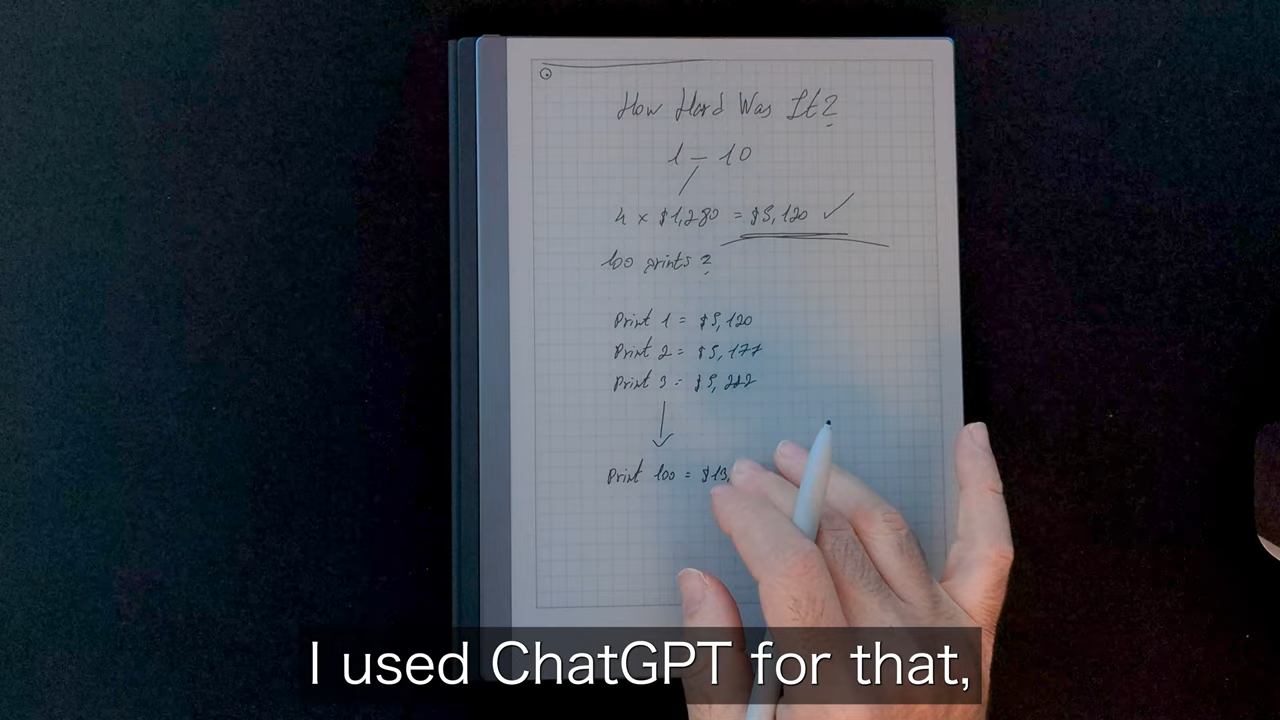 How Hard Was It?
1 – 10
4 x $1,280 = $5,120 ✓
100 prints?
Print 1 = $5,120
Print 2 = $5,177
Print 3 = $5,222
Print 100 = $13,
I used ChatGPT for that,